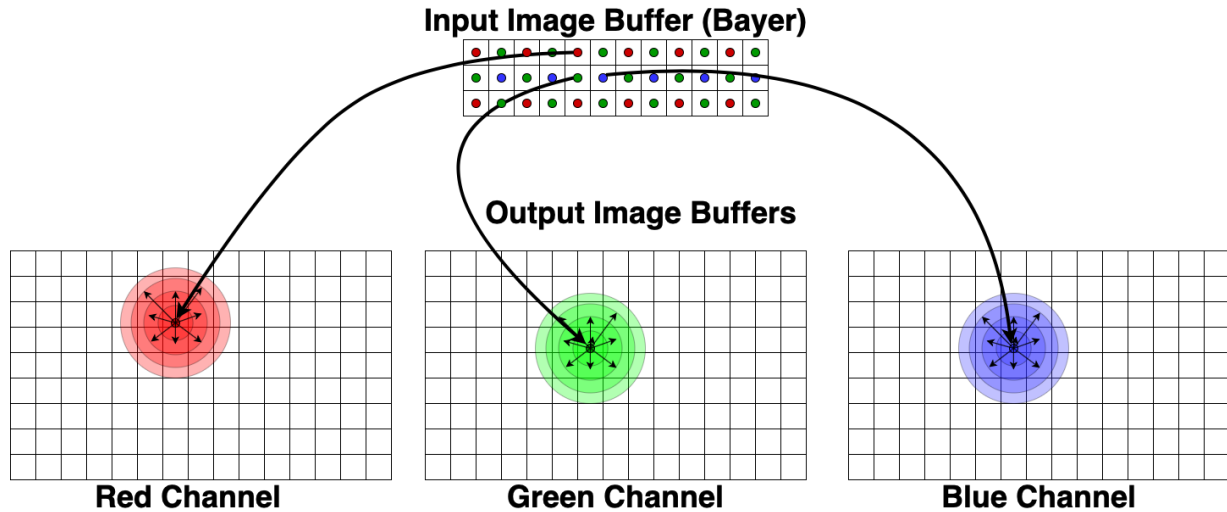 Input Image Buffer (Bayer)
Output Image Buffers
Red Channel
Green Channel
Blue Channel